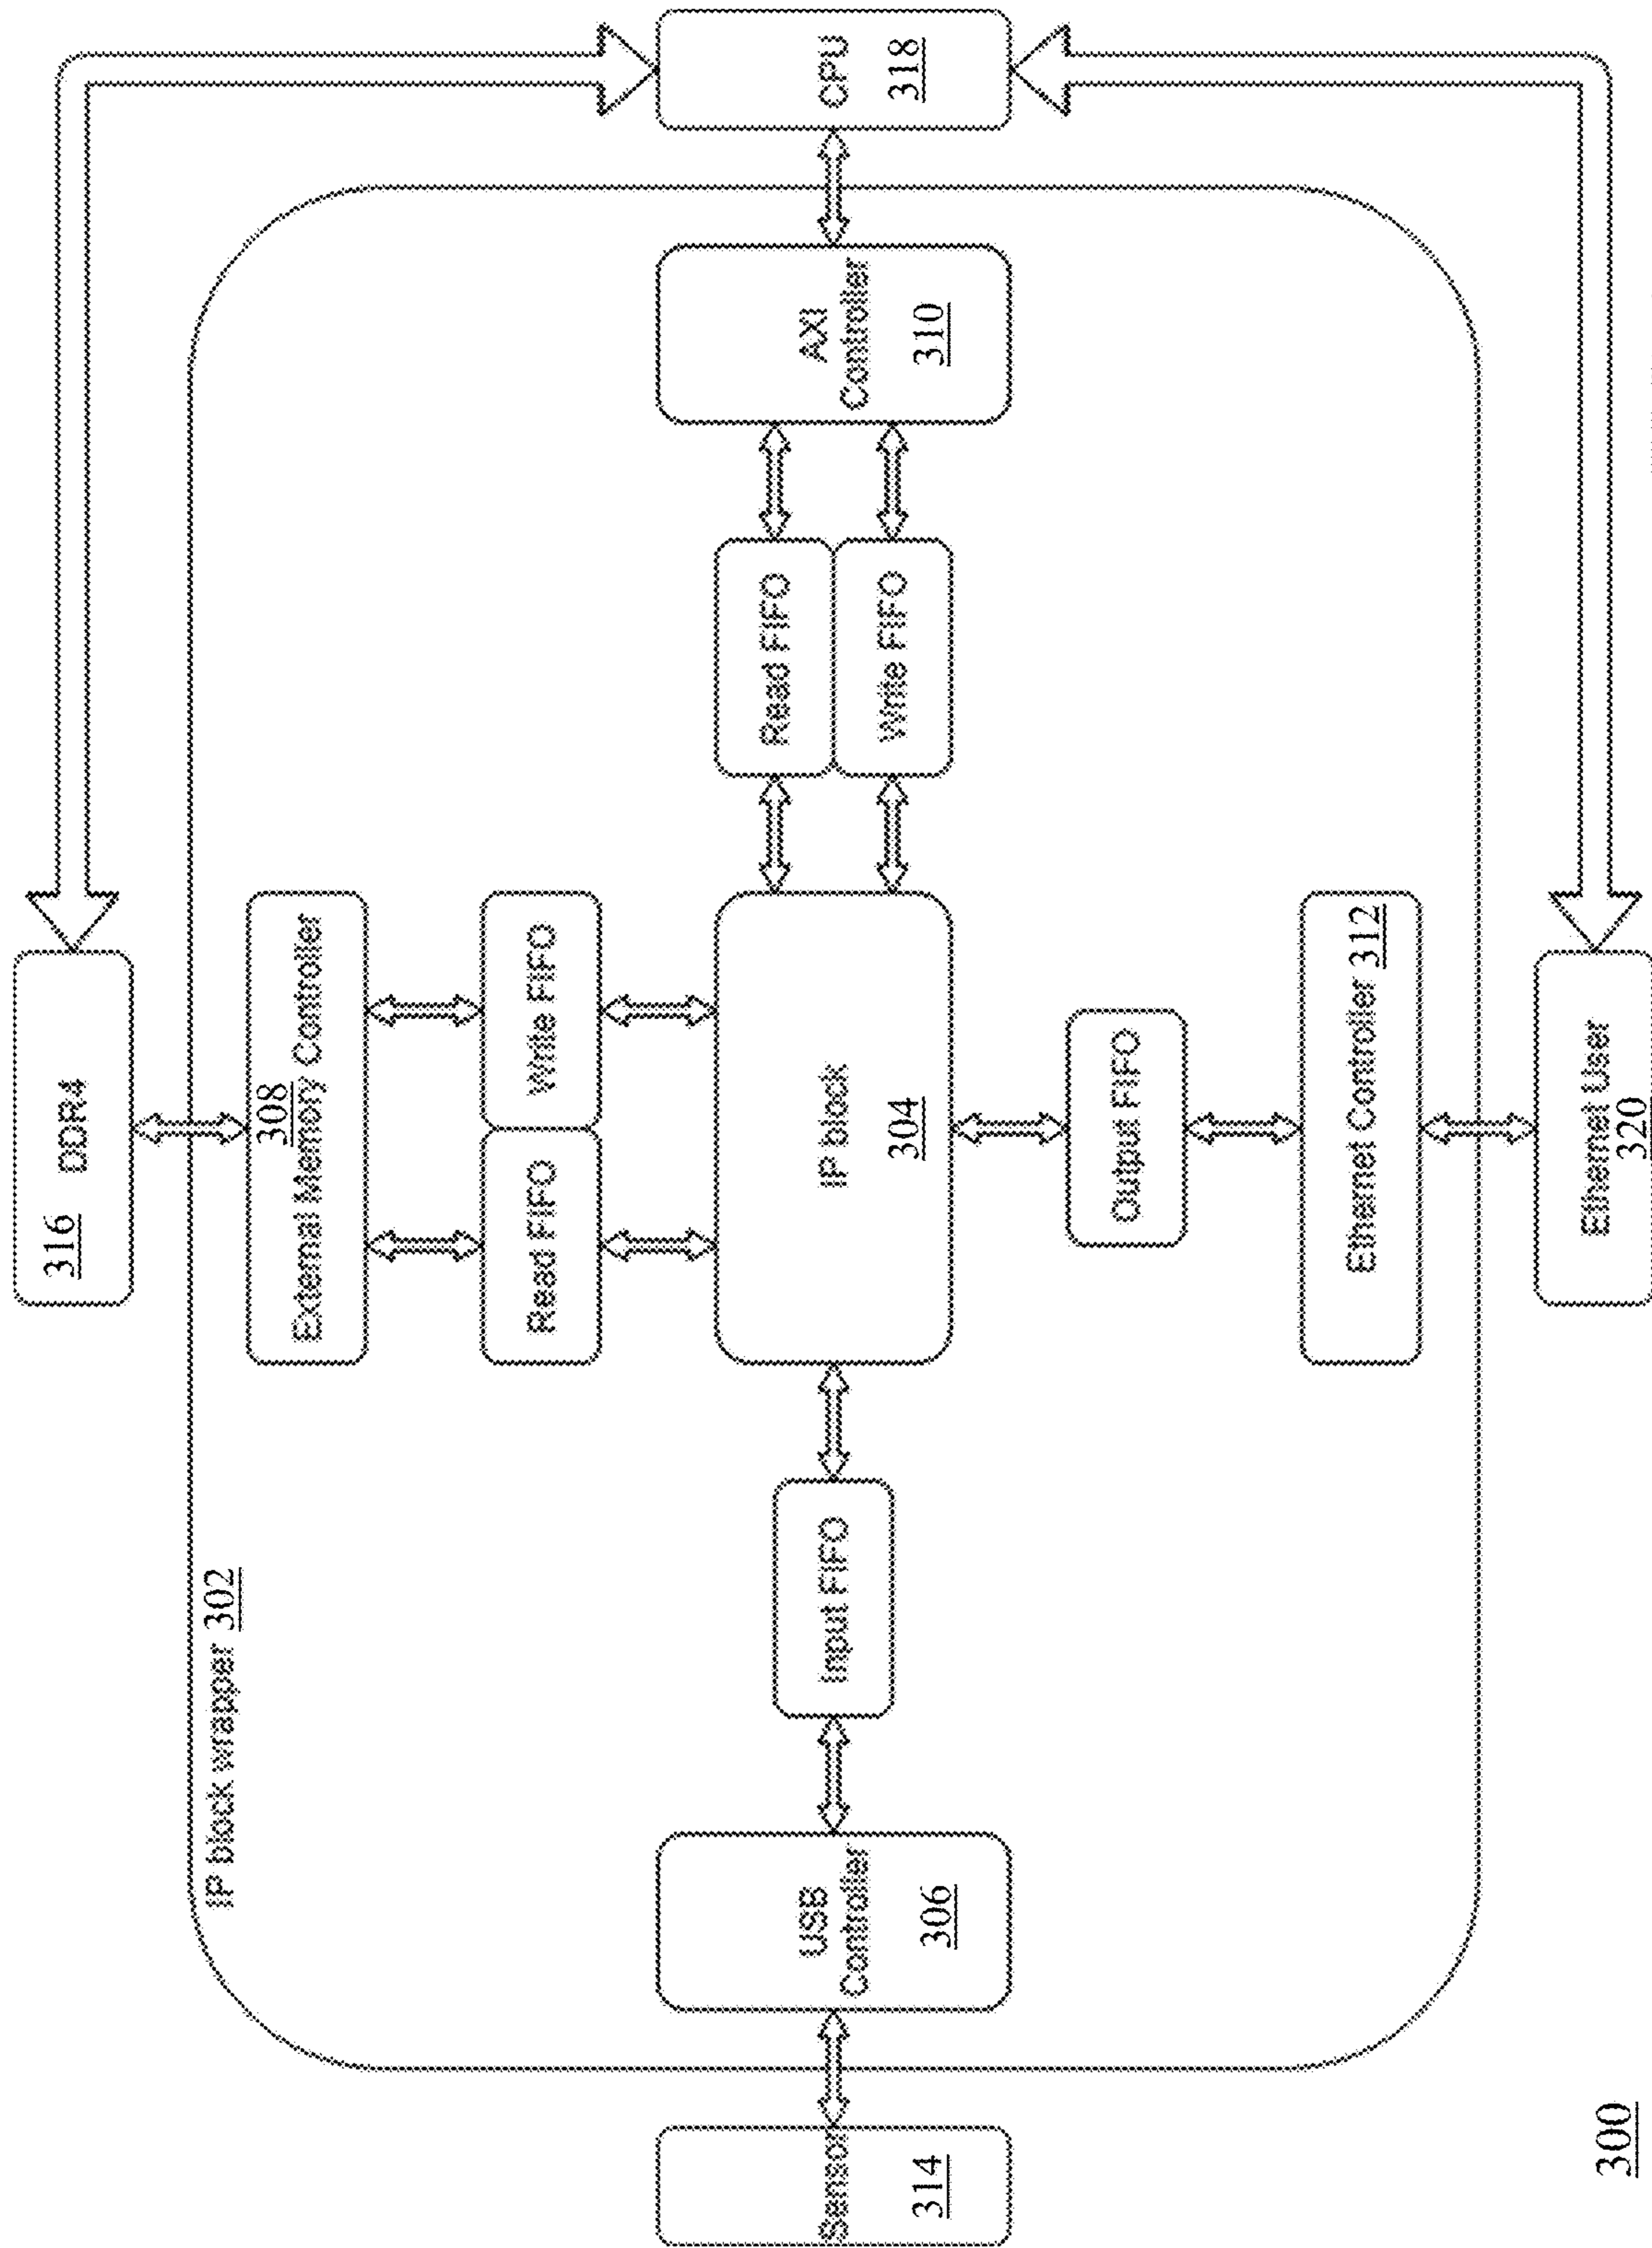 316
DDR4
IP block wrapper 302
308
External Memory Controller
Read FIFO
Write FIFO
Sensor
314
USB
Controller
306
Input FIFO
IP block
304
Read FIFO
Write FIFO
AXI
Controller
310
CPU
318
Output FIFO
Ethernet Controller 312
Ethernet User
320
300